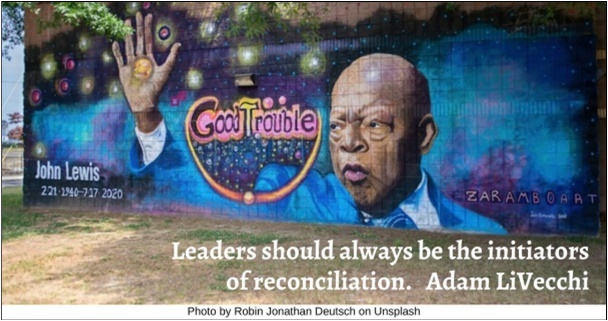 Good Trouble
John Lewis
2·21·1940-7·17·2020
ZARAMBOART
Leaders should always be the initiators
of reconciliation. Adam LiVecchi
Photo by Robin Jonathan Deutsch on Unsplash